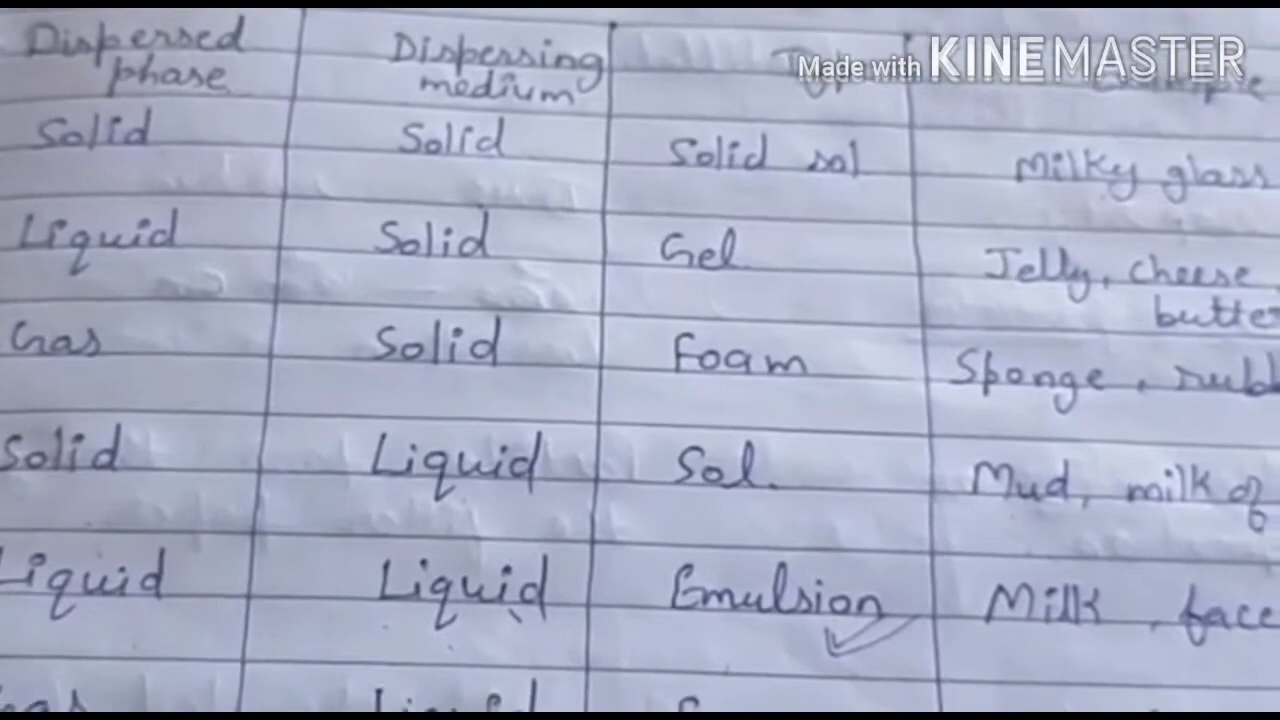 Dispersed phase Dispersing medium Made with KINEMASTER
Solid Solid Solid sol Milky glass
Liquid Solid Gel Jelly, cheese, butter
Gas Solid Foam Sponge,
Solid Liquid Sol. Mud, milk of
Liquid Liquid Emulsion Milk, face